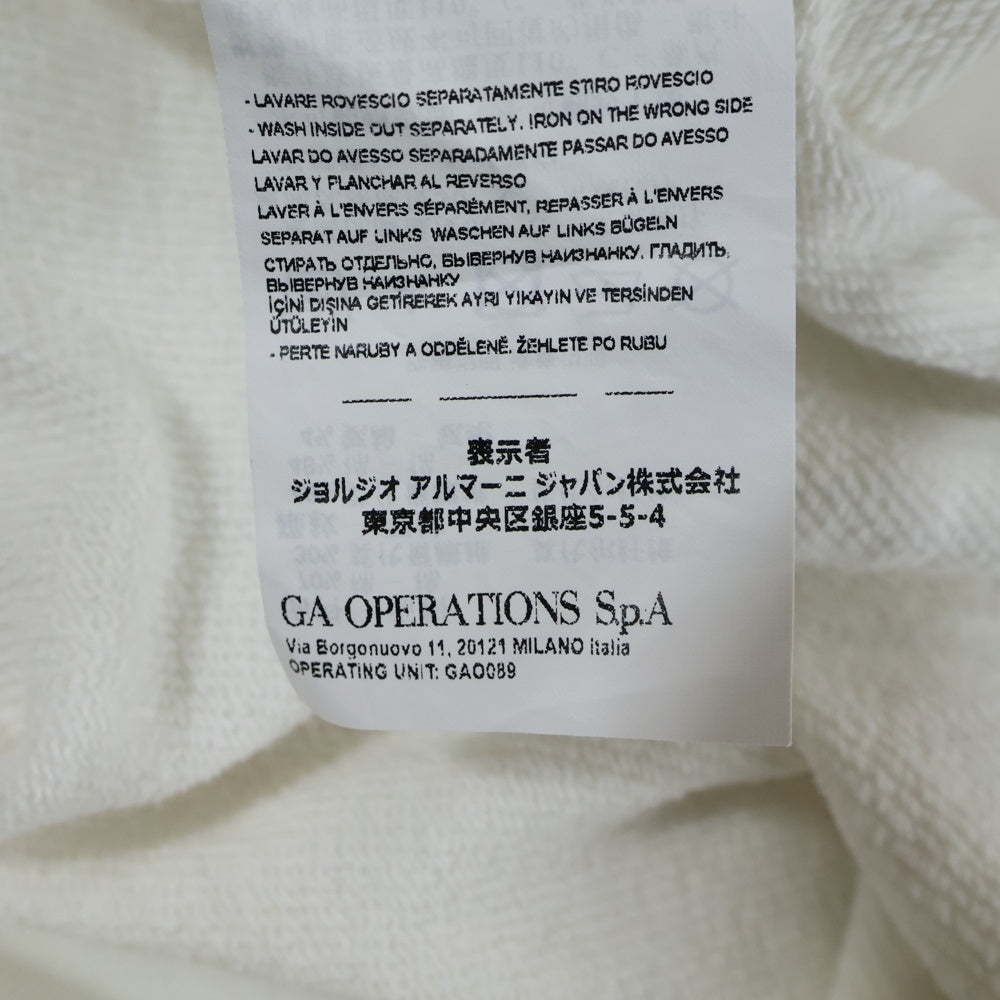 - LAVARE ROVESCIO SEPARATAMENTE STIRO ROVESCIO
- WASH INSIDE OUT SEPARATELY, IRON ON THE WRONG SIDE
LAVAR DO AVESSO SEPARADAMENTE PASSAR DO AVESSO
LAVAR Y PLANCHAR AL REVERSO
LAVER À L'ENVERS SÉPARÉMENT, REPASSER À L'ENVERS
SEPARAT AUF LINKS WASCHEN AUF LINKS BÜGELN
СТИРАТЬ ОТДЕЛЬНО, ВЫВЕРНУВ НАИЗНАНКУ. ГЛАДИТЬ,
ВЫВЕРНУВ НАИЗНАНКУ
İÇİNİ DIŞINA GETİREREK AYRI YIKAYIN VE TERSİNDEN
ÜTÜLEYİN
- PERTE NARUBY A ODDĚLENĚ. ŽEHLETE PO RUBU
表示者
ジョルジオ アルマーニ ジャパン株式会社
東京都中央区銀座5-5-4
GA OPERATIONS S.p.A
Via Borgonuovo 11, 20121 MILANO Italia
OPERATING UNIT: GAO089